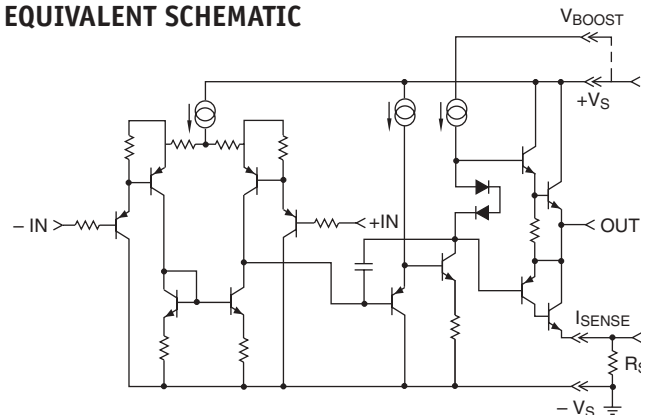 EQUIVALENT SCHEMATIC
VBOOST
+VS
– IN
+IN
OUT
ISENSE
– VS